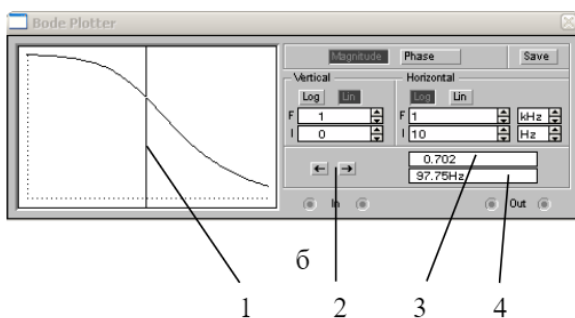 Bode Plotter
Magnitude Phase Save
Vertical Horizontal
Log Lin Log Lin
F 1 F 1 kHz
I 0 I 10 Hz
0.702
← → 97.75Hz
In Out
б
1 2 3 4